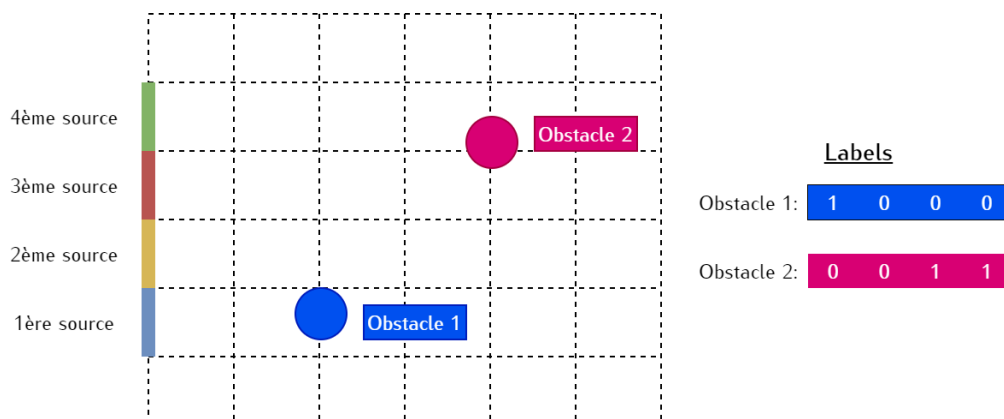 4ème source
3ème source
2ème source
1ère source
Obstacle 2
Obstacle 1
Labels
Obstacle 1: 1 0 0 0
Obstacle 2: 0 0 1 1